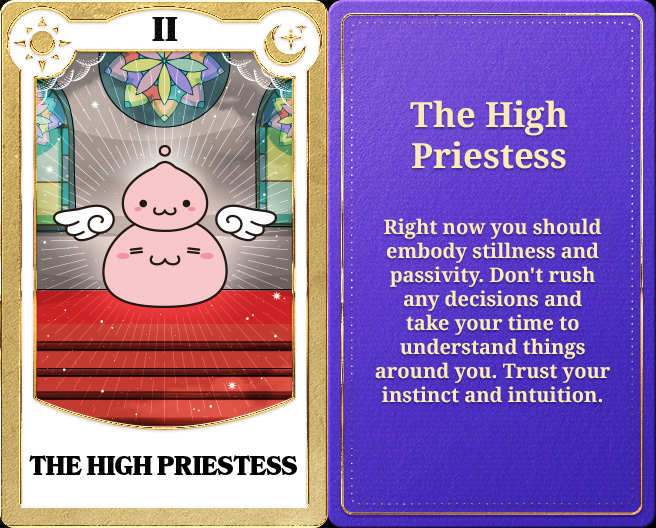 II
THE HIGH PRIESTESS
The High
Priestess
Right now you should
embody stillness and
passivity. Don't rush
any decisions and
take your time to
understand things
around you. Trust your
instinct and intuition.